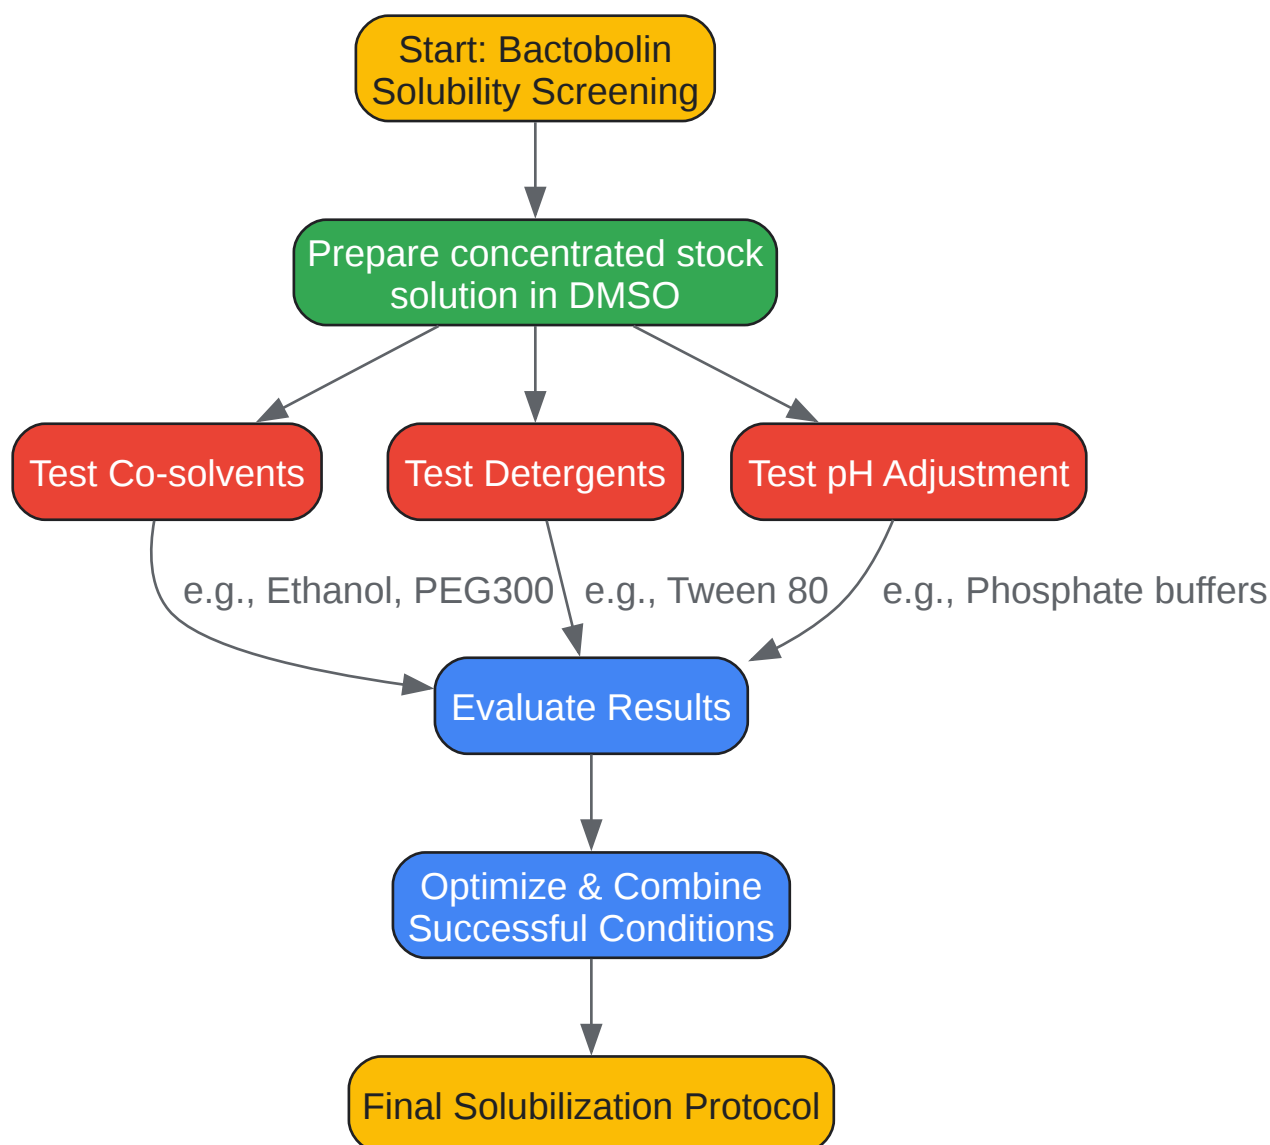 Start: Bactobolin
Solubility Screening
Prepare concentrated stock
solution in DMSO
Test Co-solvents
Test Detergents
Test pH Adjustment
e.g., Ethanol, PEG300
e.g., Tween 80
e.g., Phosphate buffers
Evaluate Results
Optimize & Combine
Successful Conditions
Final Solubilization Protocol